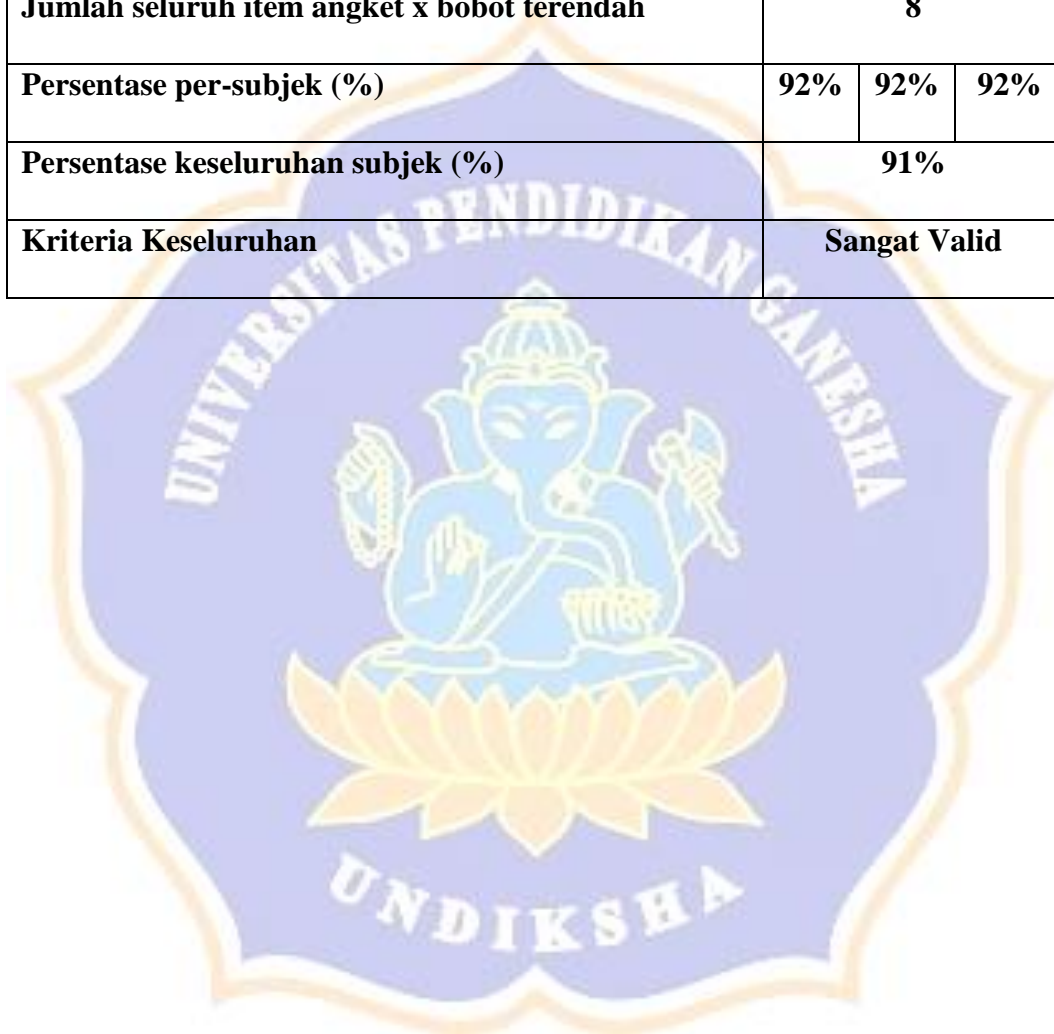 Jumlah seluruh item angket x bobot terendah 8
Persentase per-subjek (%) 92% 92% 92%
Persentase keseluruhan subjek (%) 91%
Kriteria Keseluruhan Sangat Valid
UNIVERSITAS PENDIDIKAN GANESHA
UNDIKSHA